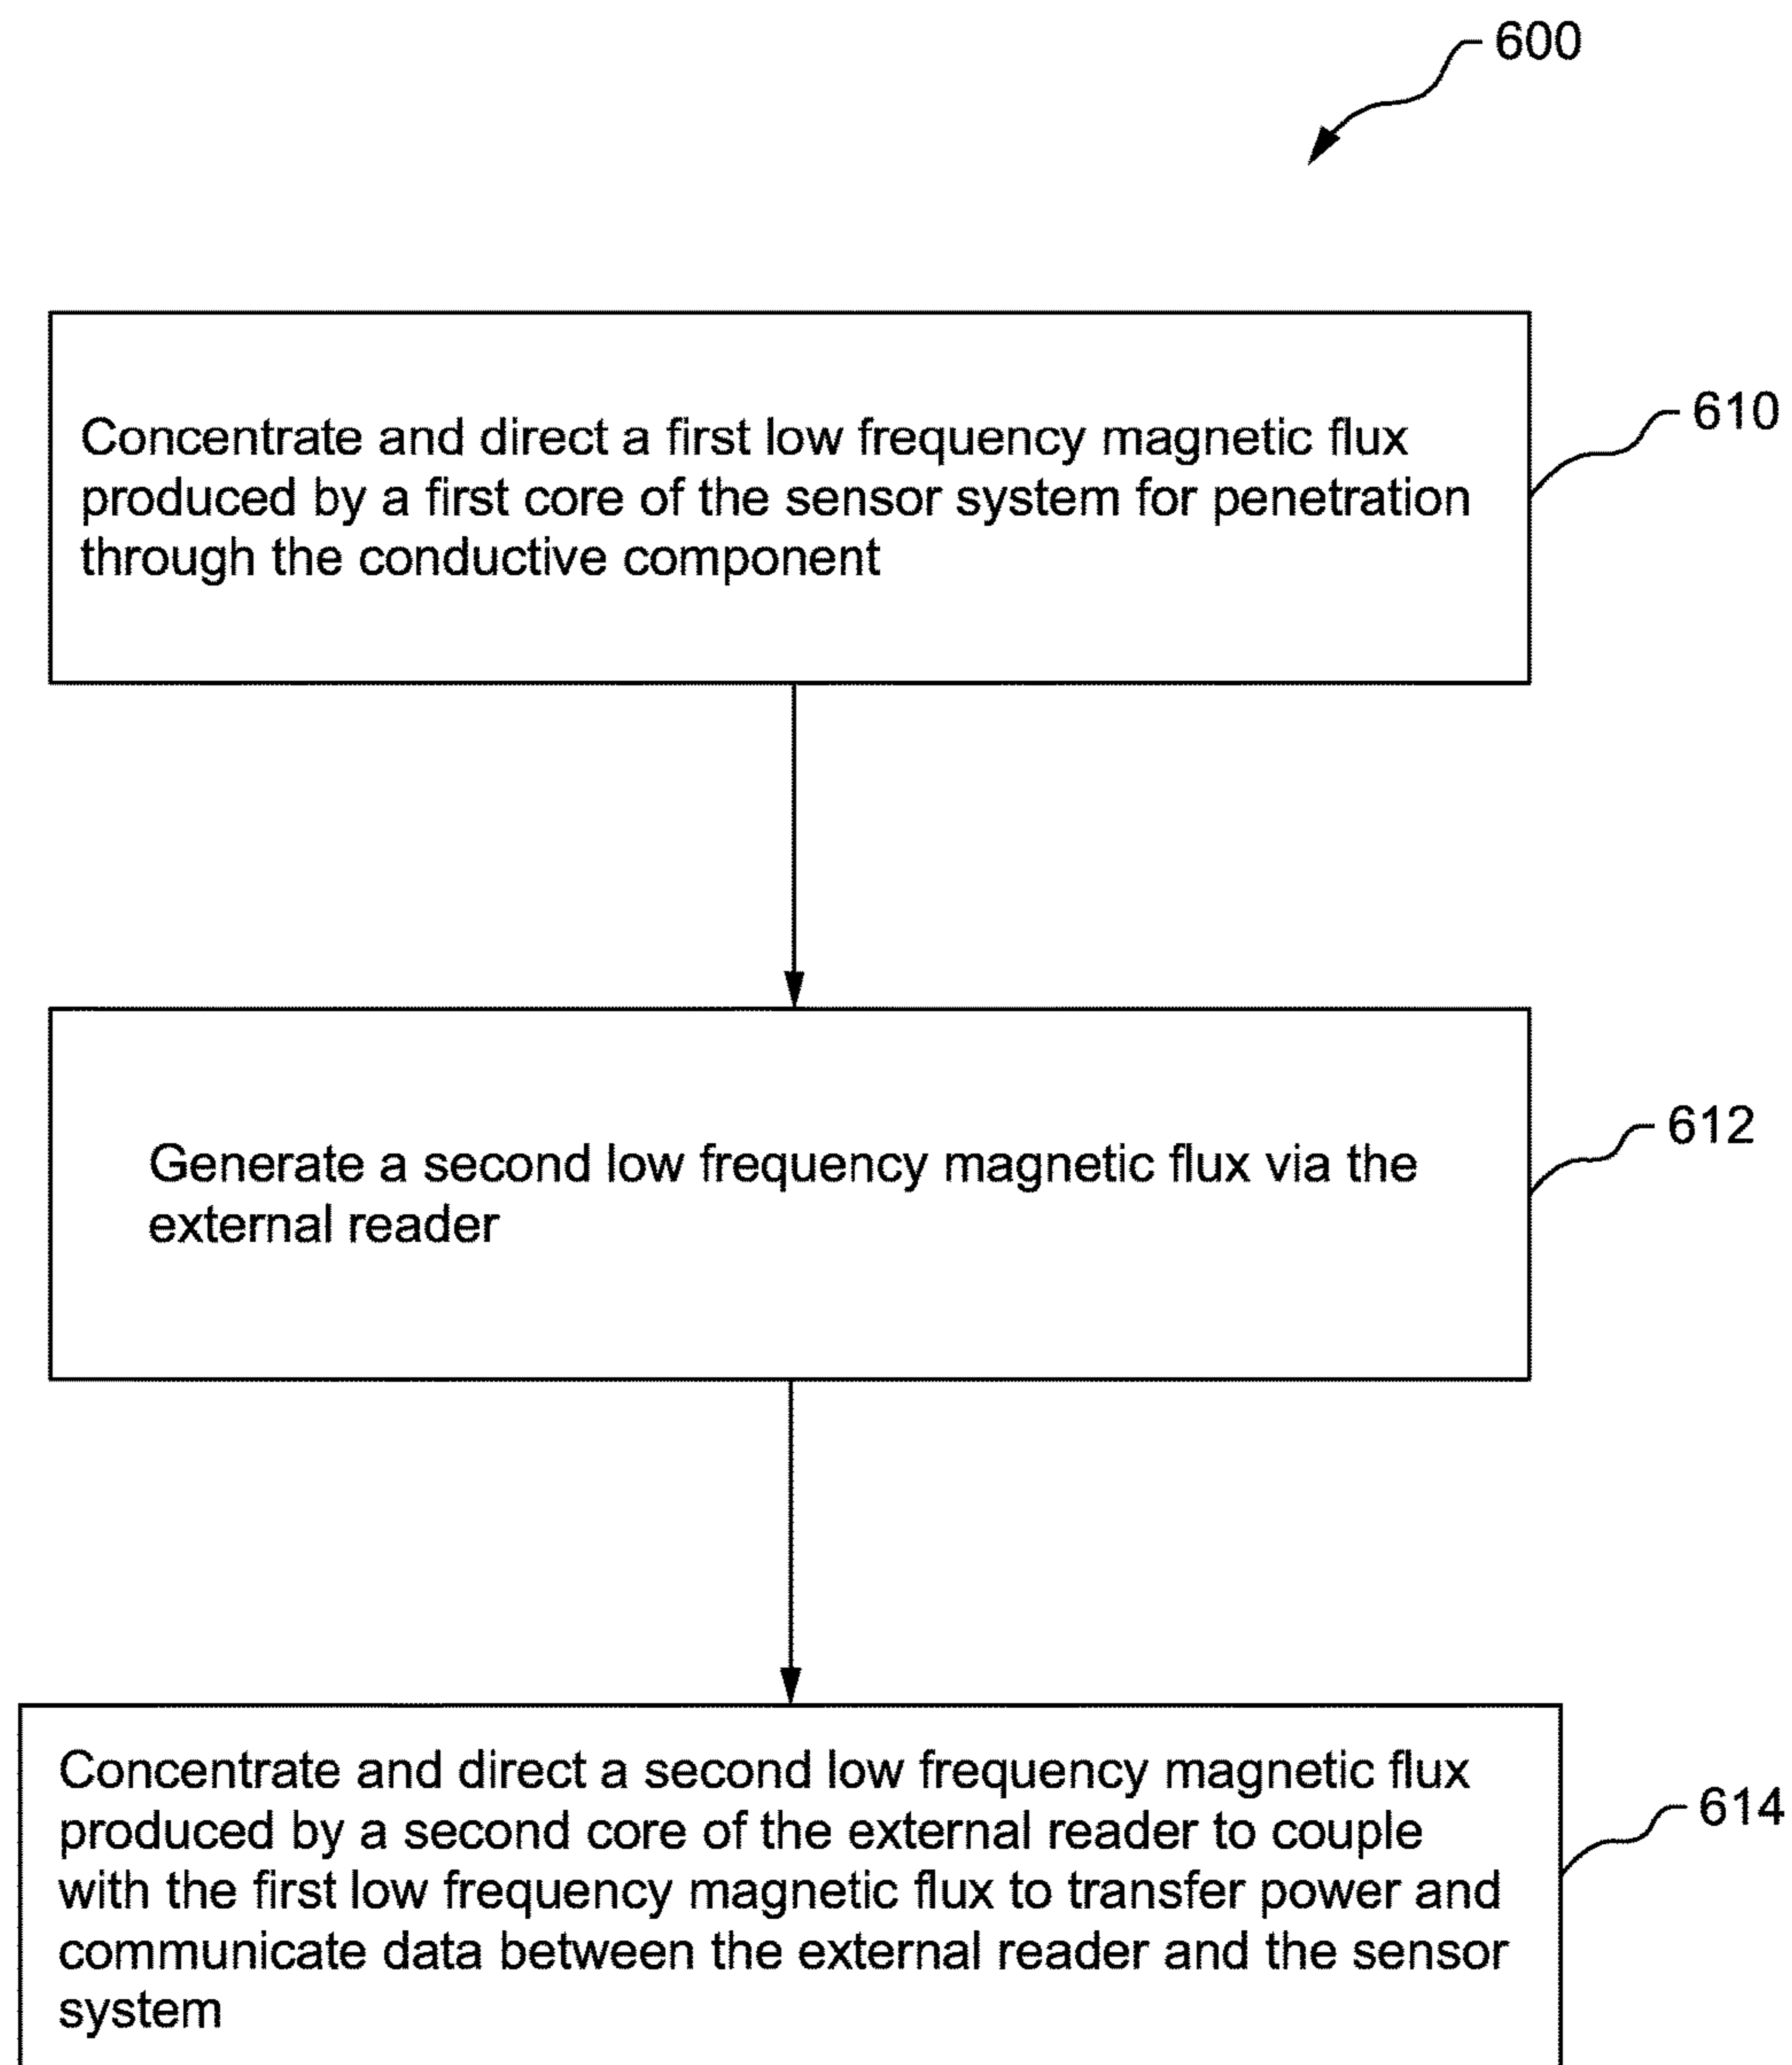 600
Concentrate and direct a first low frequency magnetic flux
produced by a first core of the sensor system for penetration
through the conductive component
610
Generate a second low frequency magnetic flux via the
external reader
612
Concentrate and direct a second low frequency magnetic flux
produced by a second core of the external reader to couple
with the first low frequency magnetic flux to transfer power and
communicate data between the external reader and the sensor
system
614